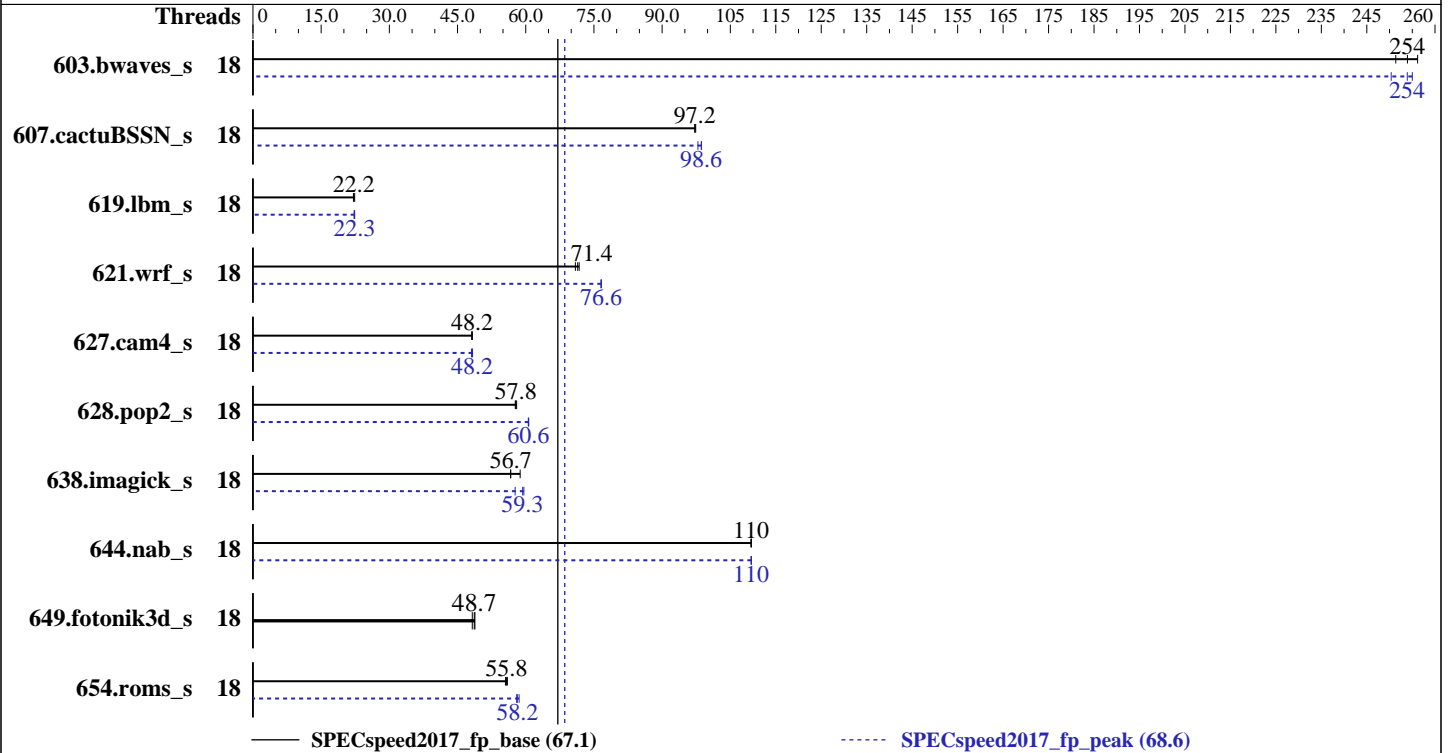 Threads 0 15.0 30.0 45.0 60.0 75.0 90.0 105 125 135 145 155 165 175 185 195 205 215 225 235 245 260
603.bwaves_s 18 254
254
607.cactuBSSN_s 18 97.2
98.6
619.lbm_s 18 22.2
22.3
621.wrf_s 18 71.4
76.6
627.cam4_s 18 48.2
48.2
628.pop2_s 18 57.8
60.6
638.imagick_s 18 56.7
59.3
644.nab_s 18 110
110
649.fotonik3d_s 18 48.7
654.roms_s 18 55.8
58.2
SPECspeed2017_fp_base (67.1) SPECspeed2017_fp_peak (68.6)